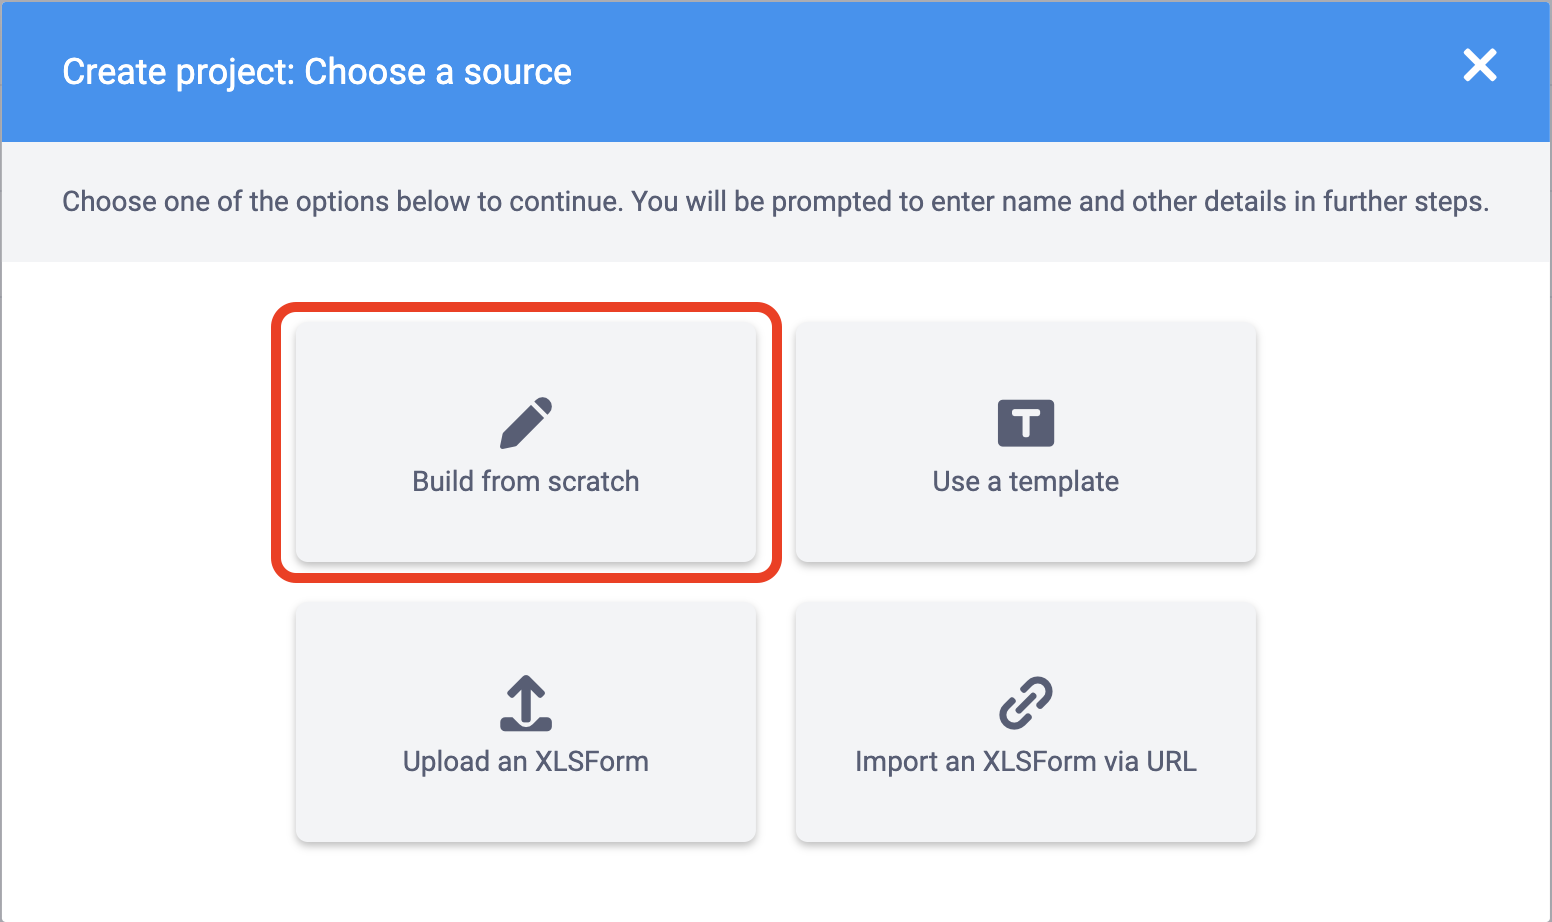 Create project: Choose a source
Choose one of the options below to continue. You will be prompted to enter name and other details in further steps.
Build from scratch
T
Use a template
Upload an XLSForm
Import an XLSForm via URL